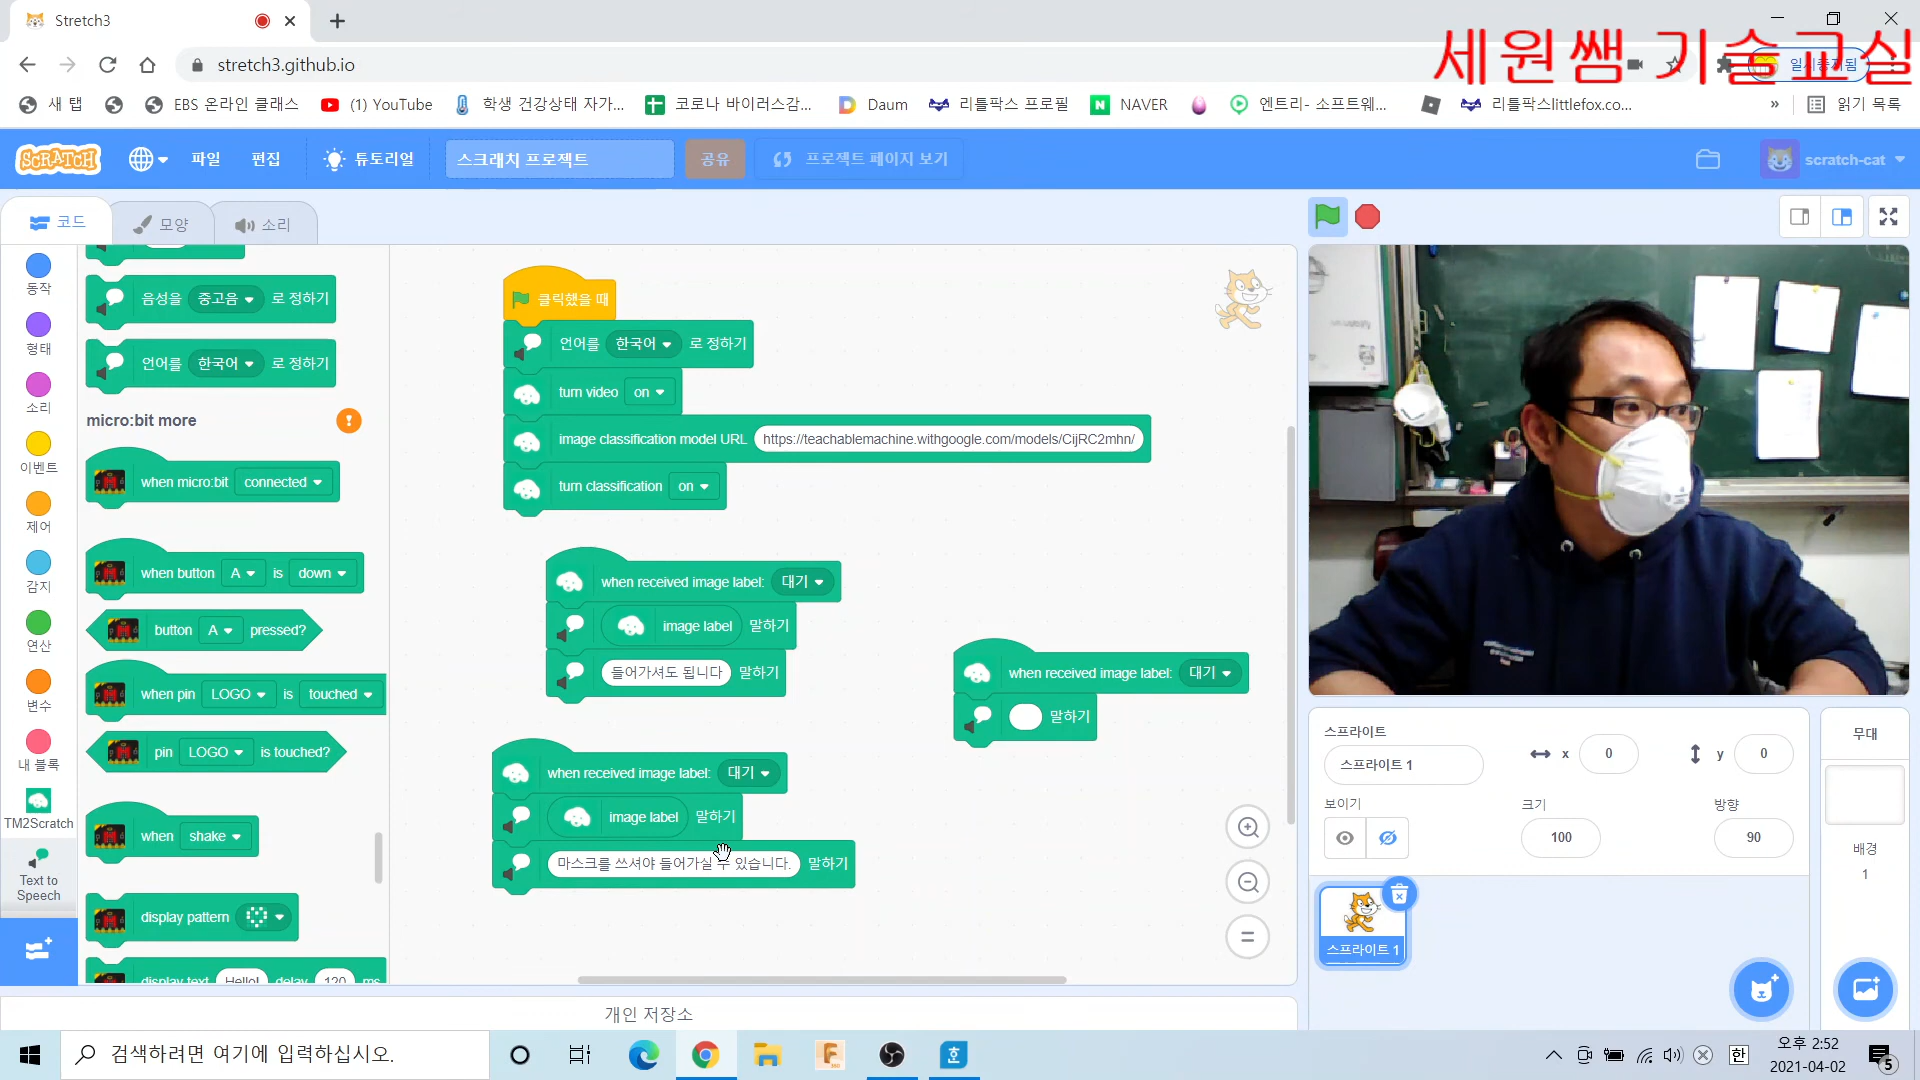 Stretch3
세원쌤 기술교실
stretch3.github.io
새 탭
EBS 온라인 클래스
(1) YouTube
학생 건강상태 자가...
코로나 바이러스감...
Daum
리틀팍스 프로필
NAVER
엔트리- 소프트웨...
리틀팍스littlefox.co...
»
읽기 목록
SCRATCH
파일
편집
튜토리얼
스크래치 프로젝트
공유
프로젝트 페이지 보기
scratch-cat
코드
모양
소리
동작
형태
소리
이벤트
제어
감지
연산
변수
내 블록
TM2Scratch
Text to
Speech
음성을 중고음 로 정하기
언어를 한국어 로 정하기
micro:bit more
when micro:bit connected
when button A is down
button A pressed?
when pin LOGO is touched
pin LOGO is touched?
when shake
display pattern
display text Hello! delay 120 ms
클릭했을 때
언어를 한국어 로 정하기
turn video on
image classification model URL https://teachablemachine.withgoogle.com/models/CijRC2mhn/
turn classification on
when received image label: 대기
image label 말하기
들어가셔도 됩니다 말하기
when received image label: 대기
말하기
when received image label: 대기
image label 말하기
마스크를 쓰셔야 들어가실 수 있습니다. 말하기
개인 저장소
스프라이트
스프라이트 1
x 0
y 0
보이기
크기
100
방향
90
스프라이트 1
무대
배경
1
검색하려면 여기에 입력하십시오.
한
오후 2:52
2021-04-02
5